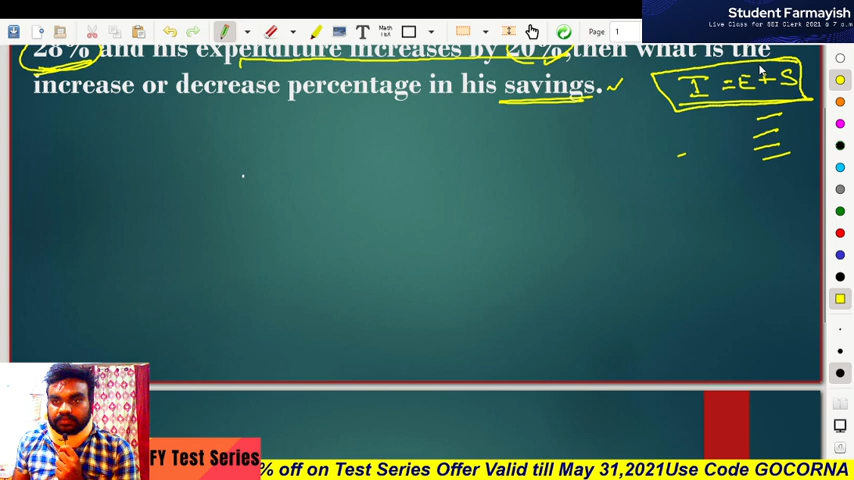 Student Farmayish
Live Class for SBI Clerk 2021 @ 7 a.m
Math
Page
1
28% and his expenditure increases by 20%, then what is the
increase or decrease percentage in his savings.
I = E + S
FY Test Series
% off on Test Series Offer Valid till May 31,2021Use Code GOCORNA